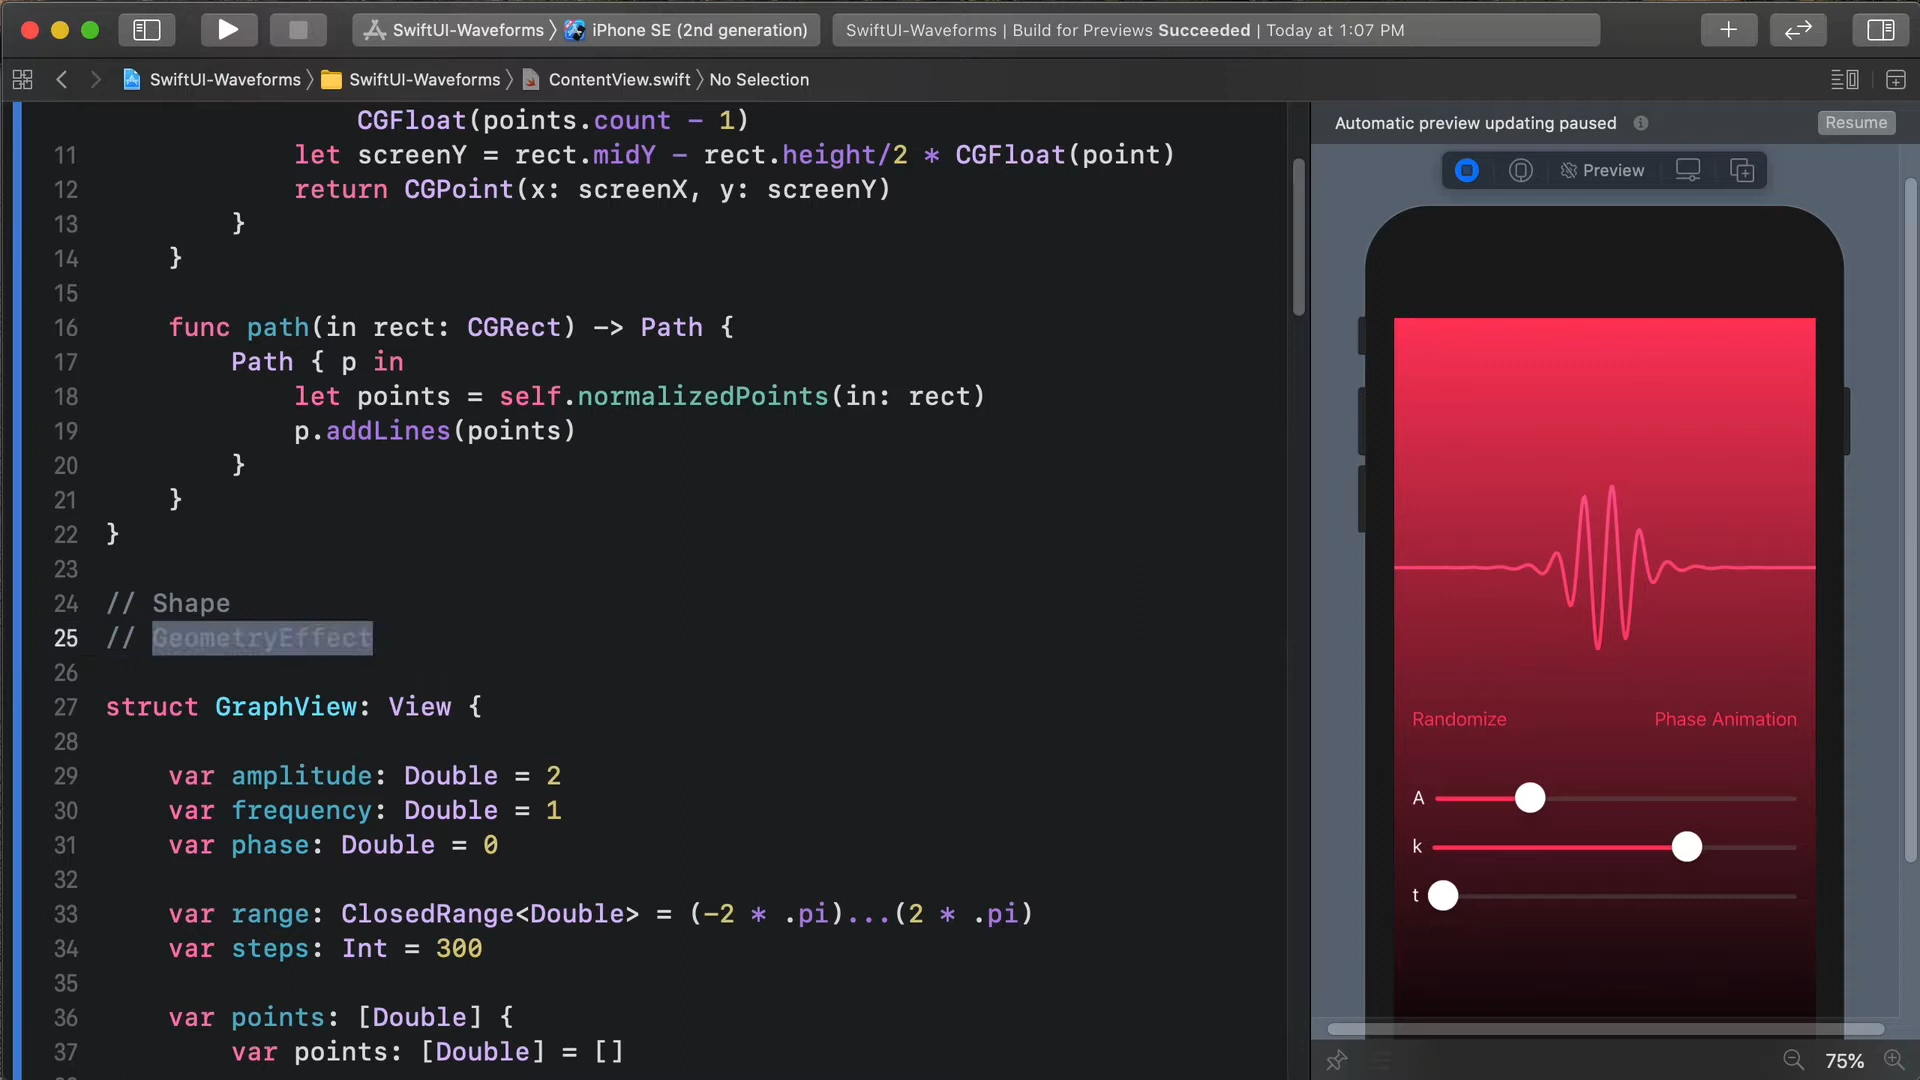 SwiftUI-Waveforms 〉 iPhone SE (2nd generation)
SwiftUI-Waveforms | Build for Previews Succeeded | Today at 1:07 PM
SwiftUI-Waveforms 〉 SwiftUI-Waveforms 〉 ContentView.swift 〉 No Selection
CGFloat(points.count - 1)
11 let screenY = rect.midY - rect.height/2 * CGFloat(point)
12 return CGPoint(x: screenX, y: screenY)
13 }
14 }
15
16 func path(in rect: CGRect) -> Path {
17 Path { p in
18 let points = self.normalizedPoints(in: rect)
19 p.addLines(points)
20 }
21 }
22 }
23
24 // Shape
25 // GeometryEffect
26
27 struct GraphView: View {
28
29 var amplitude: Double = 2
30 var frequency: Double = 1
31 var phase: Double = 0
32
33 var range: ClosedRange<Double> = (-2 * .pi)...(2 * .pi)
34 var steps: Int = 300
35
36 var points: [Double] {
37 var points: [Double] = []
Automatic preview updating paused
Resume
Preview
Randomize
Phase Animation
A
k
t
75%